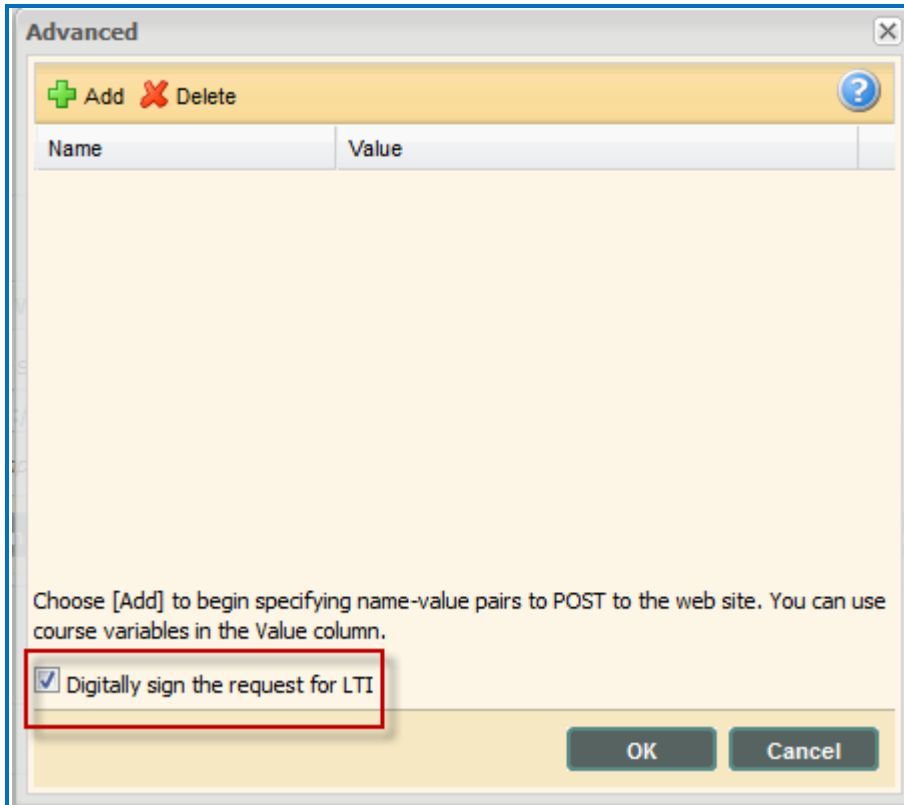 Advanced
Add Delete
Name Value
Choose [Add] to begin specifying name-value pairs to POST to the web site. You can use
course variables in the Value column.
Digitally sign the request for LTI
OK Cancel